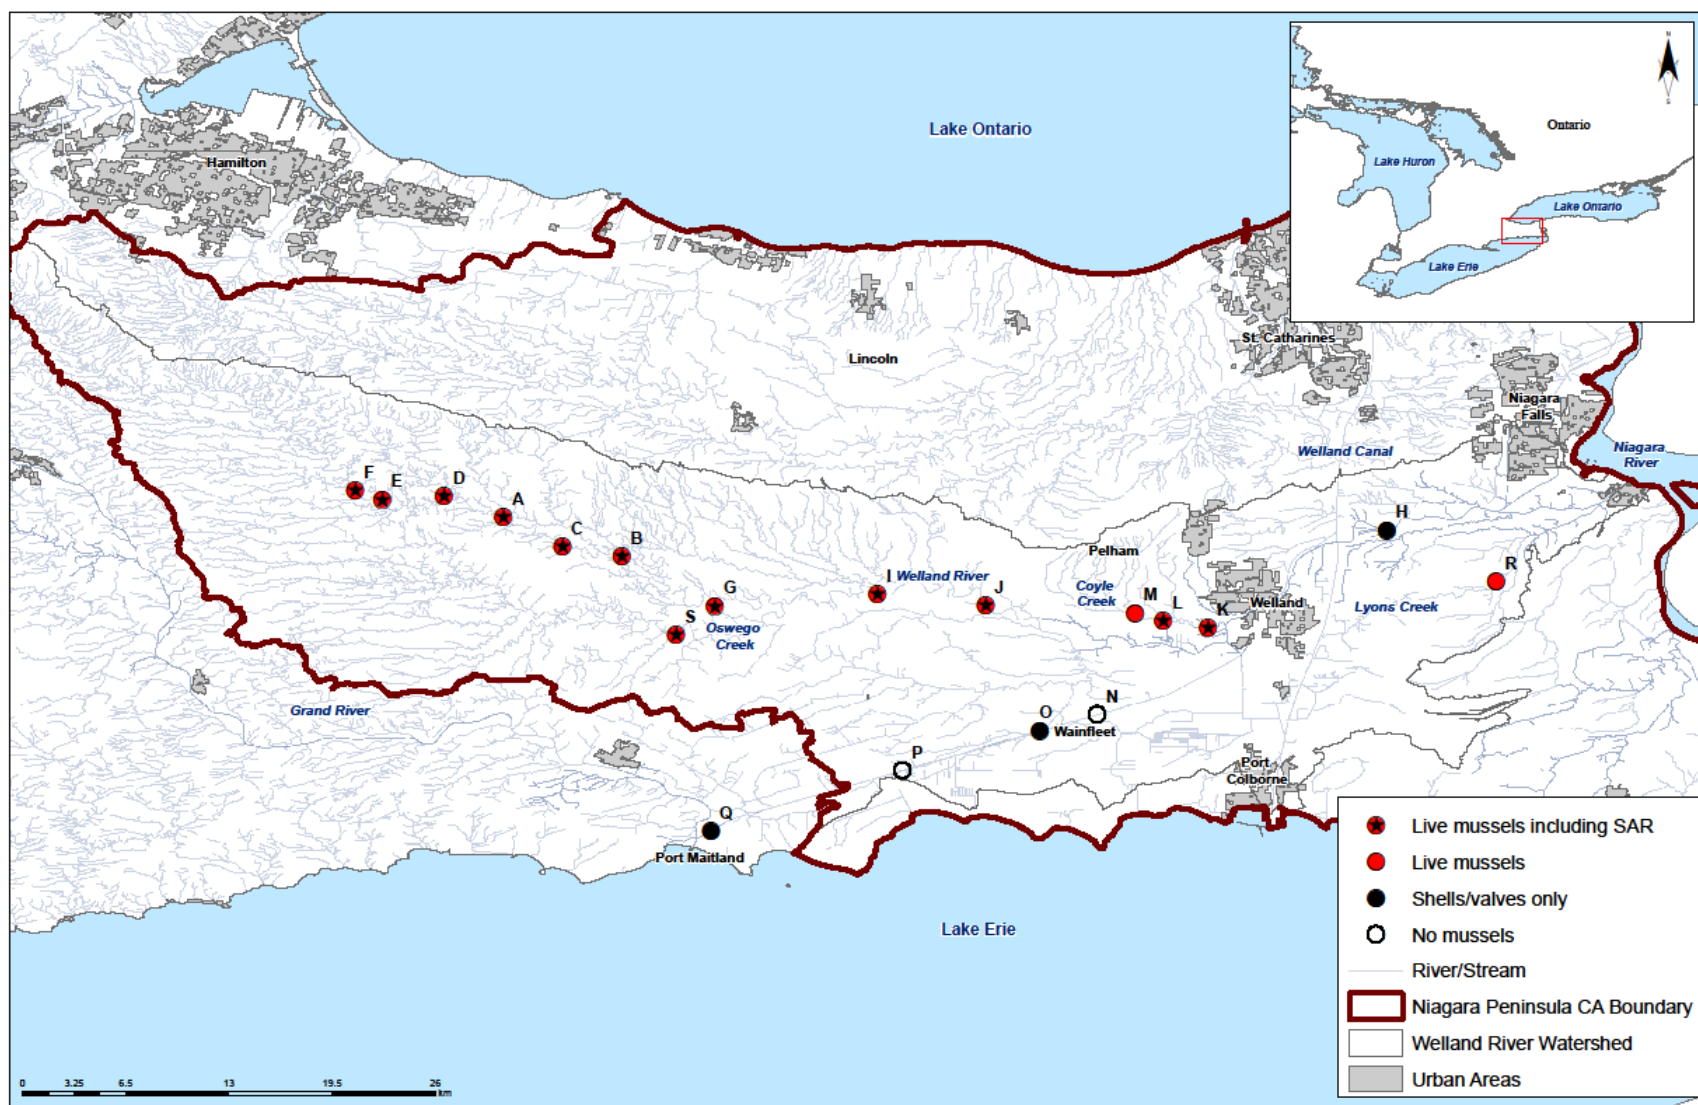 N
S
Ontario
Lake Huron
Lake Ontario
Lake Erie
Lake Ontario
Hamilton
St. Catharines
Lincoln
Niagara
Falls
Niagara
River
Welland Canal
F
E
D
A
C
B
G
S
Oswego
Creek
I
Welland River
J
Pelham
Coyle
Creek
M
L
K
Welland
H
R
Lyons Creek
Grand River
N
O
Wainfleet
P
Port
Colborne
Q
Port Maitland
Lake Erie
Live mussels including SAR
Live mussels
Shells/valves only
No mussels
River/Stream
Niagara Peninsula CA Boundary
Welland River Watershed
Urban Areas
0 3.25 6.5 13 19.5 26
km